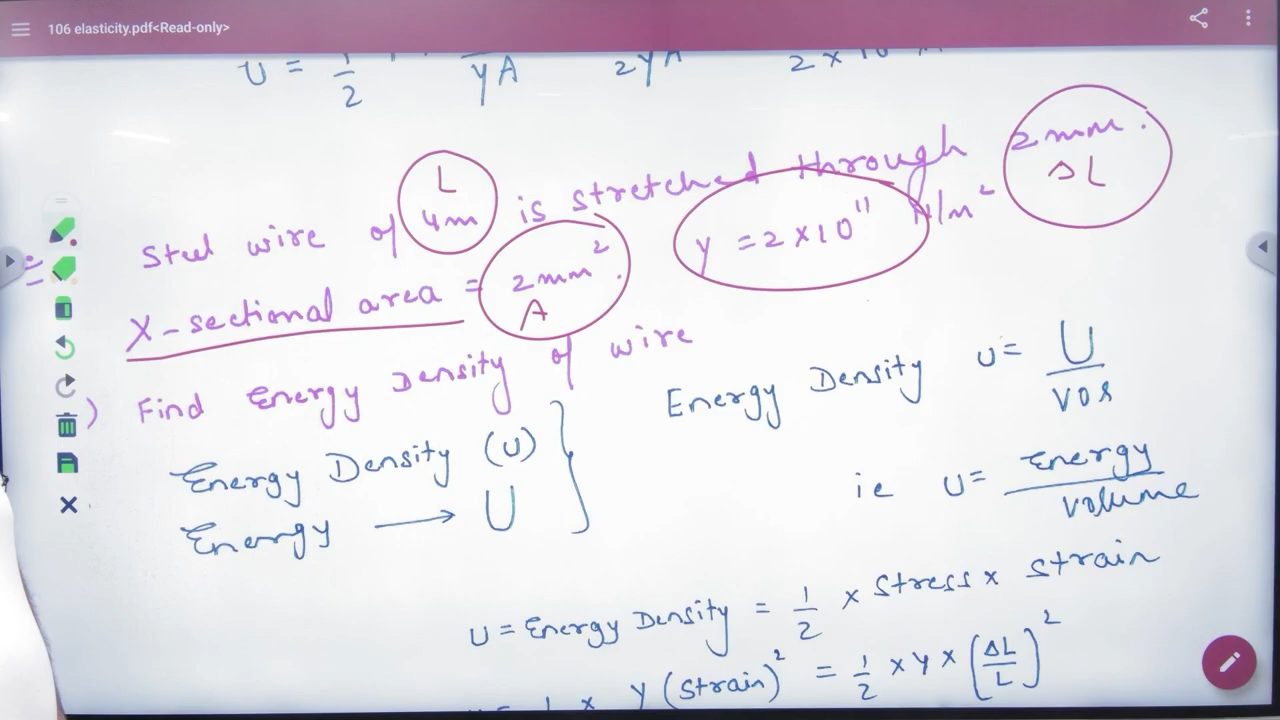 106 elasticity.pdf<Read-only>
U = 1/2 YA 2YA
Steel wire of 4m is stretched through 2mm.
L
ΔL
X-sectional area = 2mm². Y = 2×10¹¹ N/m²
A
) Find Energy Density of wire
Energy Density u = U/Vol
Energy Density (u)
Energy → U
ie u = Energy/Volume
u = Energy Density = 1/2 × Stress × Strain
1 × Y (Strain)² = 1/2 × Y × (ΔL/L)²